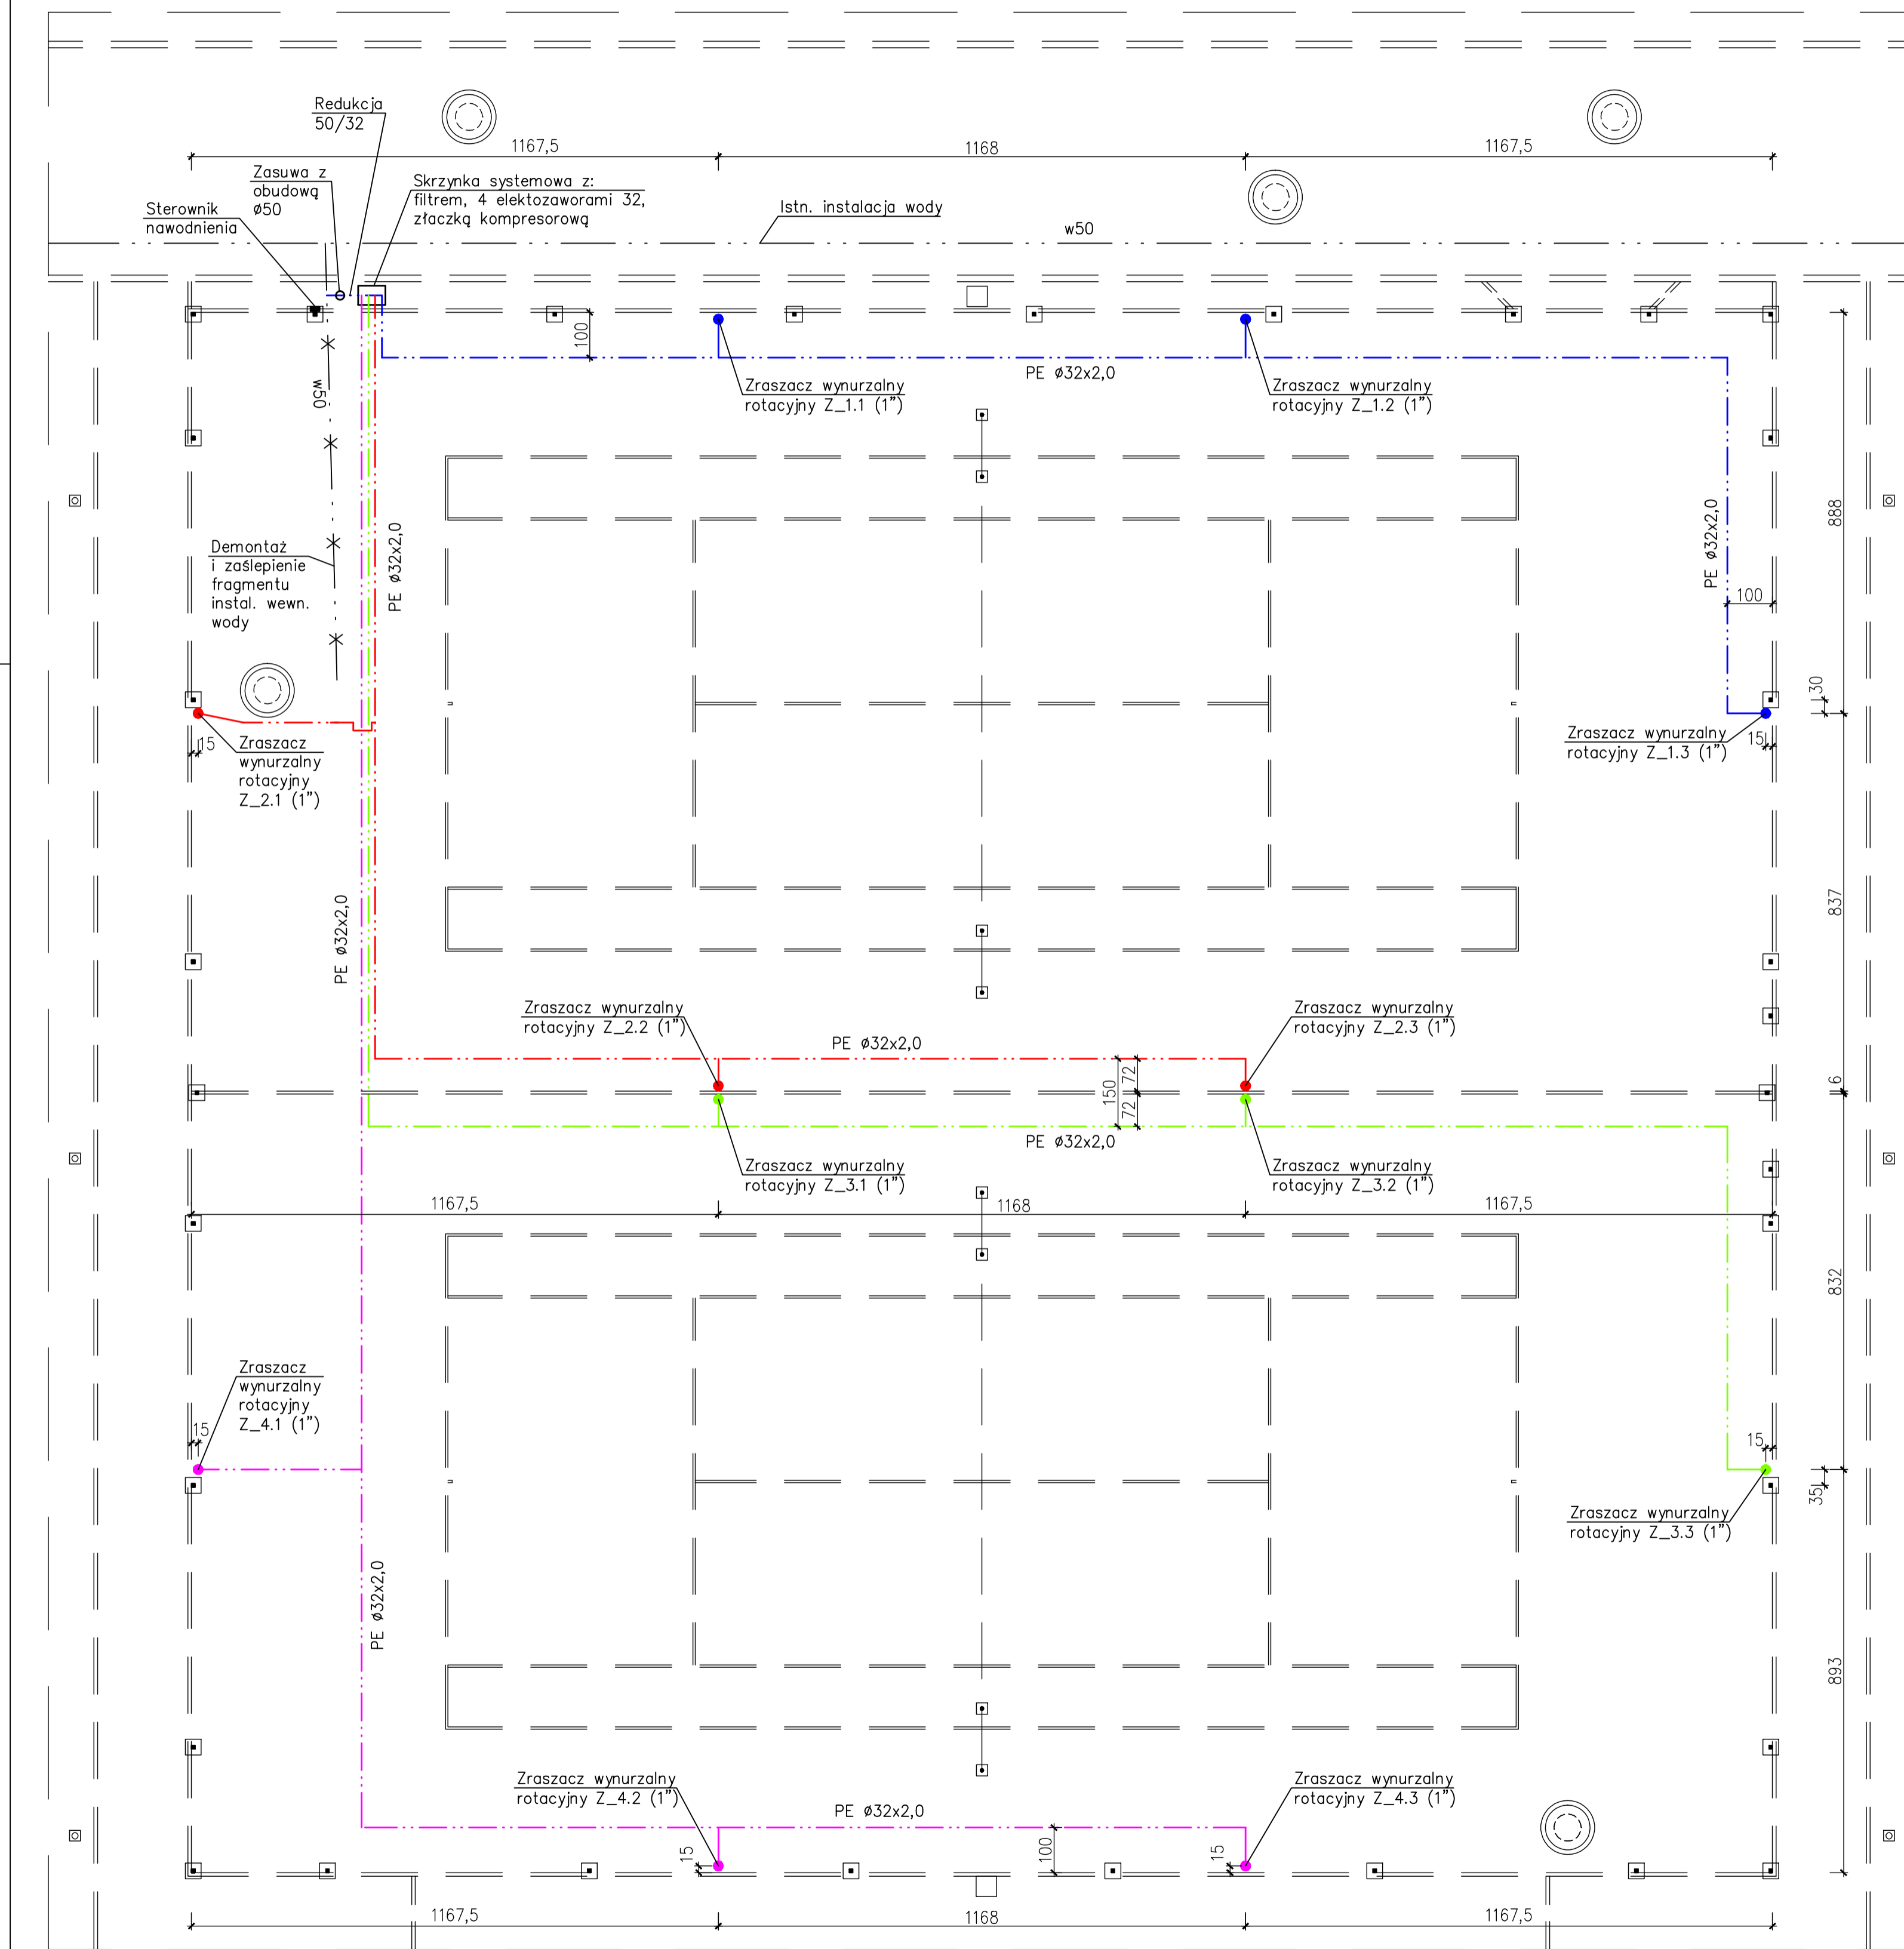 Redukcja
50/32
1167,5
1168
1167,5
Zasuwa z
obudową
ø50
Skrzynka systemowa z:
filtrem, 4 elektozaworami 32,
złaczką kompresorową
Sterownik
nawodnienia
Istn. instalacja wody
w50
100
PE ø32x2,0
w50
Zraszacz wynurzalny
rotacyjny Z_1.1 (1")
Zraszacz wynurzalny
rotacyjny Z_1.2 (1")
PE ø32x2,0
PE ø32x2,0
888
Demontaż
i zaślepienie
fragmentu
instal. wewn.
wody
100
30
15
Zraszacz
wynurzalny
rotacyjny
Z_2.1 (1")
Zraszacz wynurzalny
rotacyjny Z_1.3 (1")
15
PE ø32x2,0
837
Zraszacz wynurzalny
rotacyjny Z_2.2 (1")
Zraszacz wynurzalny
rotacyjny Z_2.3 (1")
PE ø32x2,0
150
72
72
6
PE ø32x2,0
Zraszacz wynurzalny
rotacyjny Z_3.1 (1")
Zraszacz wynurzalny
rotacyjny Z_3.2 (1")
1167,5
1168
1167,5
832
Zraszacz
wynurzalny
rotacyjny
Z_4.1 (1")
15
15
35
Zraszacz wynurzalny
rotacyjny Z_3.3 (1")
PE ø32x2,0
893
Zraszacz wynurzalny
rotacyjny Z_4.2 (1")
Zraszacz wynurzalny
rotacyjny Z_4.3 (1")
PE ø32x2,0
15
100
15
1167,5
1168
1167,5